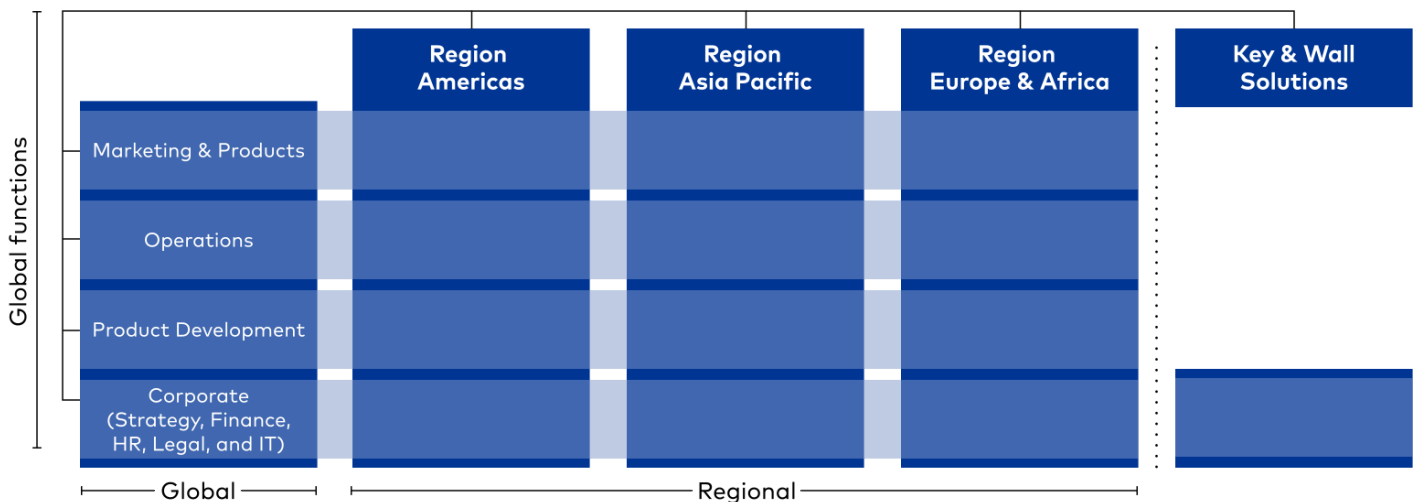 Region
Americas
Region
Asia Pacific
Region
Europe & Africa
Key & Wall
Solutions
Global functions
Marketing & Products
Operations
Product Development
Corporate
(Strategy, Finance,
HR, Legal, and IT)
Global
Regional